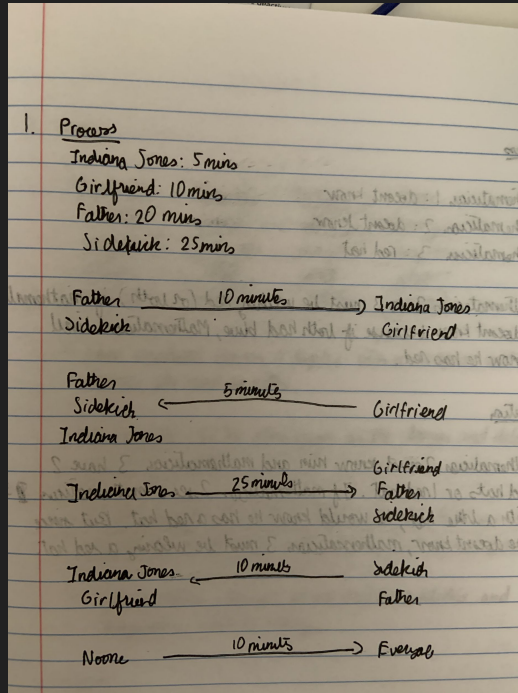 1. Process
Indiana Jones: 5 mins
Girlfriend: 10 mins
Father: 20 mins
Sidekick: 25 mins
Father 10 minutes Indiana Jones
Sidekick Girlfriend
Father
Sidekick 5 minutes Girlfriend
Indiana Jones
Girlfriend
Indiana Jones 25 minutes Father
Sidekick
Indiana Jones 10 minutes Sidekick
Girlfriend Father
Noone 10 minutes